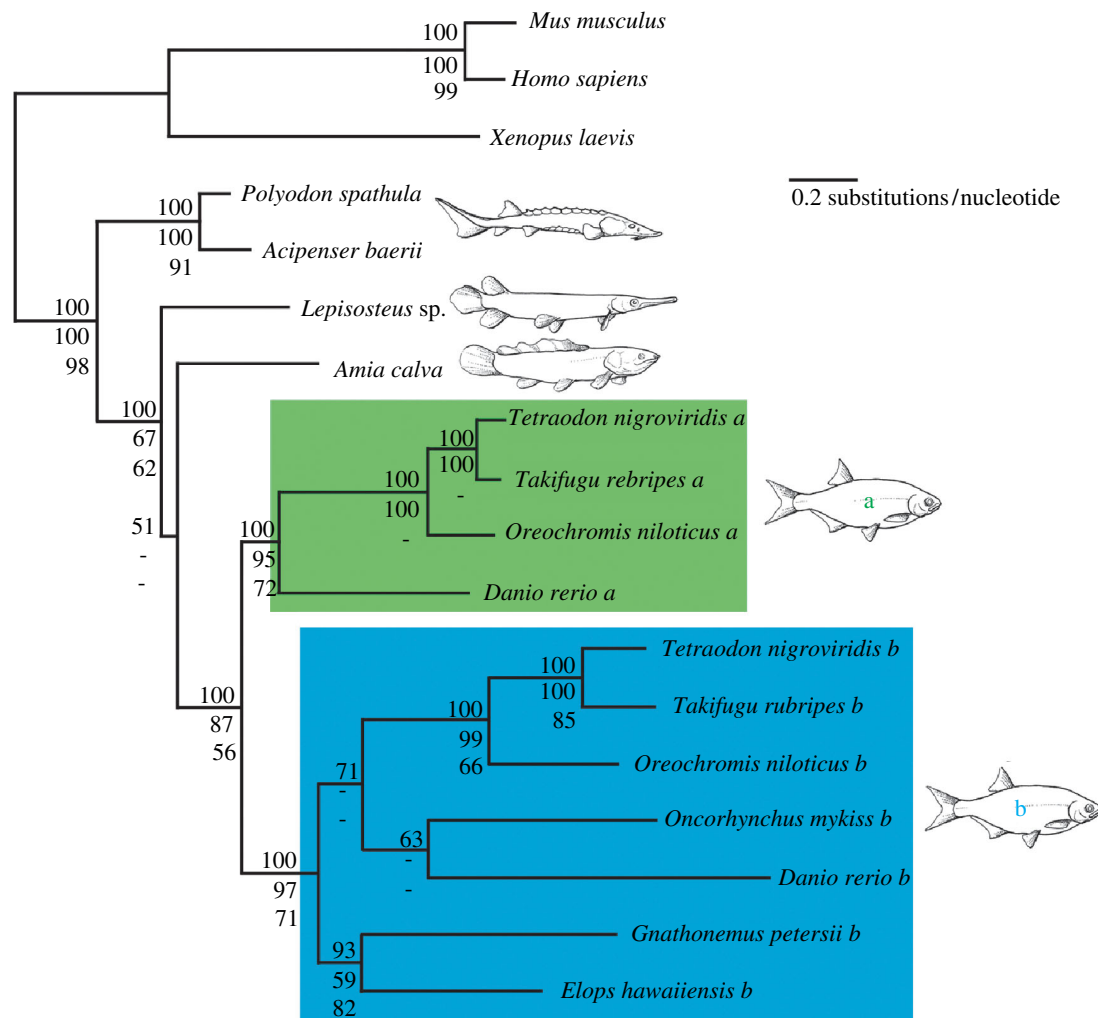 Mus musculus
100
100
99
Homo sapiens
Xenopus laevis
0.2 substitutions/nucleotide
Polyodon spathula
100
100
91
Acipenser baerii
Lepisosteus sp.
100
100
98
Amia calva
100
67
62
Tetraodon nigroviridis a
100
100
-
Takifugu rebripes a
100
100
-
Oreochromis niloticus a
a
51
-
-
100
95
72
Danio rerio a
Tetraodon nigroviridis b
100
100
85
Takifugu rubripes b
100
87
56
100
99
66
Oreochromis niloticus b
71
-
-
Oncorhynchus mykiss b
b
63
-
-
Danio rerio b
100
97
71
Gnathonemus petersii b
93
59
82
Elops hawaiiensis b